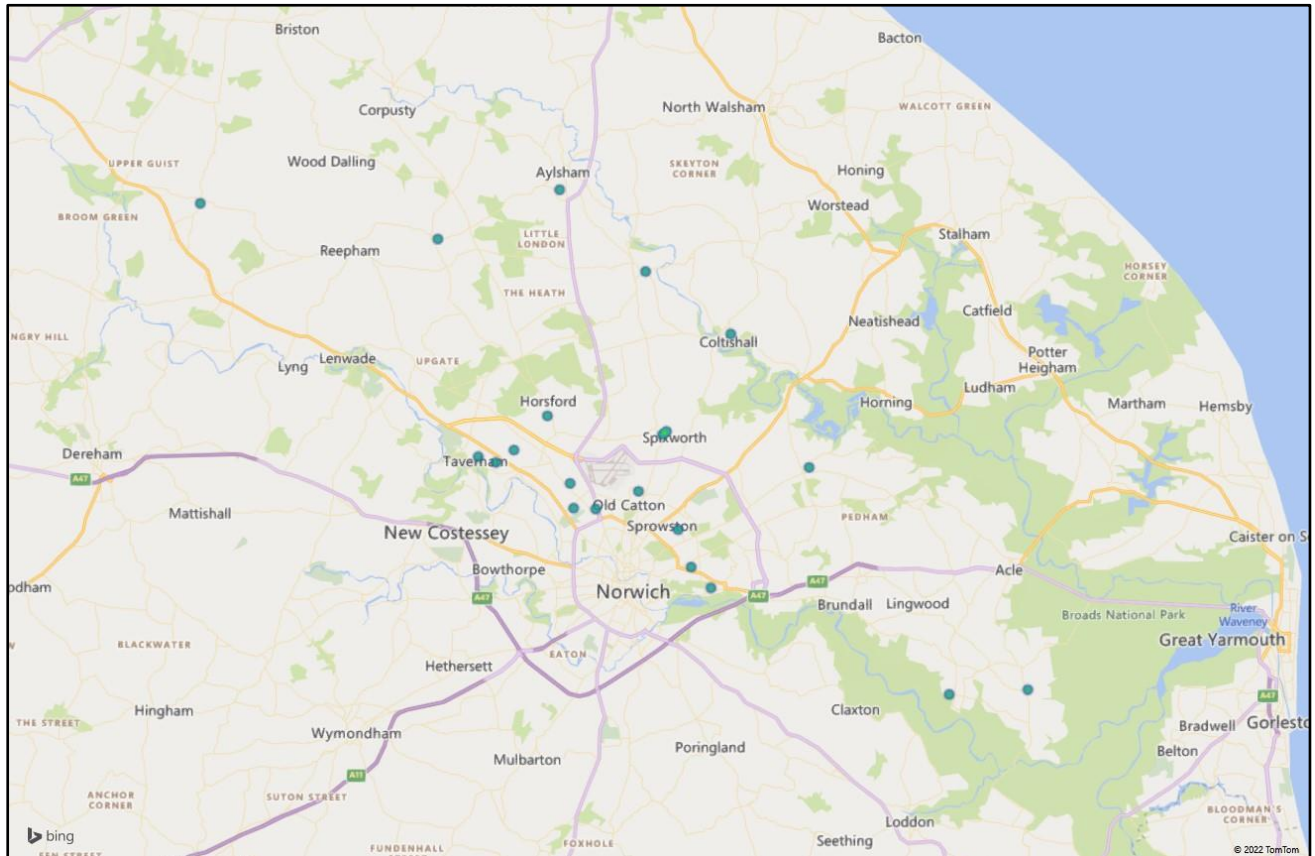 Briston
Bacton
Corpusty
North Walsham
WALCOTT GREEN
UPPER GUIST
Wood Dalling
Aylsham
SKEYTON
CORNER
Honing
BROOM GREEN
Worstead
Reepham
LITTLE
LONDON
Stalham
HORSEY
CORNER
THE HEATH
Catfield
NGRY HILL
Neatishead
Coltishall
Lyng
Lenwade
UPGATE
Potter
Heigham
Ludham
Horsford
Horning
Martham
Hemsby
Spixworth
Dereham
Taverham
A47
Mattishall
Old Catton
Sprowston
PEDHAM
New Costessey
Caister on S
Bowthorpe
Acle
odham
Norwich
A47
A47
A47
Brundall
Lingwood
Broads National Park
River
Waveney
Great Yarmouth
BLACKWATER
EATON
Hethersett
A47
THE STREET
Hingham
Claxton
Bradwell
Gorlesto
Wymondham
Poringland
Belton
Mulbarton
A11
ANCHOR
CORNER
SUTON STREET
BLOODMAN'S
CORNER
Loddon
bing
FUNDENHALL
FOXHOLE
Seething
© 2022 TomTom